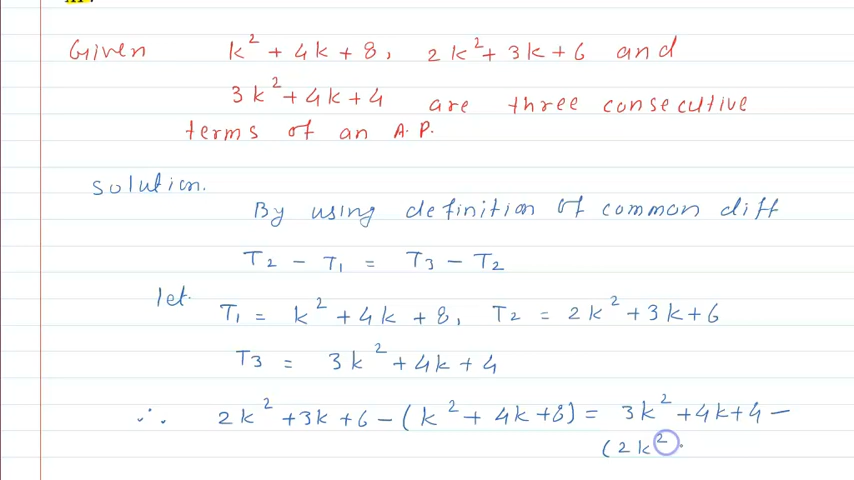 Given k² + 4k + 8, 2k² + 3k + 6 and
3k² + 4k + 4 are three consecutive
terms of an A.P.
Solution.
By using definition of common diff
T₂ - T₁ = T₃ - T₂
let.
T₁ = k² + 4k + 8, T₂ = 2k² + 3k + 6
T₃ = 3k² + 4k + 4
∴ 2k² + 3k + 6 - (k² + 4k + 8) = 3k² + 4k + 4 -
(2k²